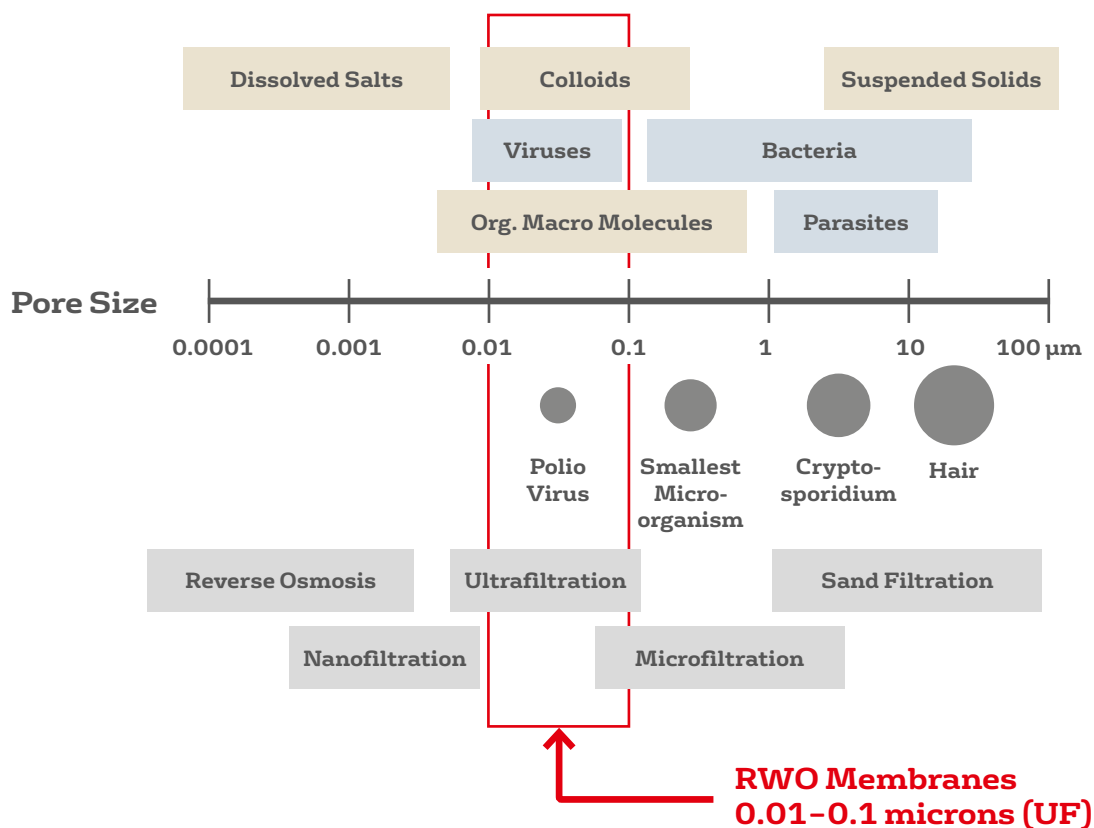 Dissolved Salts
Colloids
Suspended Solids
Viruses
Bacteria
Org. Macro Molecules
Parasites
Pore Size
0.0001
0.001
0.01
0.1
1
10
100 µm
Polio
Virus
Smallest
Micro-
organism
Crypto-
sporidium
Hair
Reverse Osmosis
Ultrafiltration
Sand Filtration
Nanofiltration
Microfiltration
RWO Membranes
0.01–0.1 microns (UF)